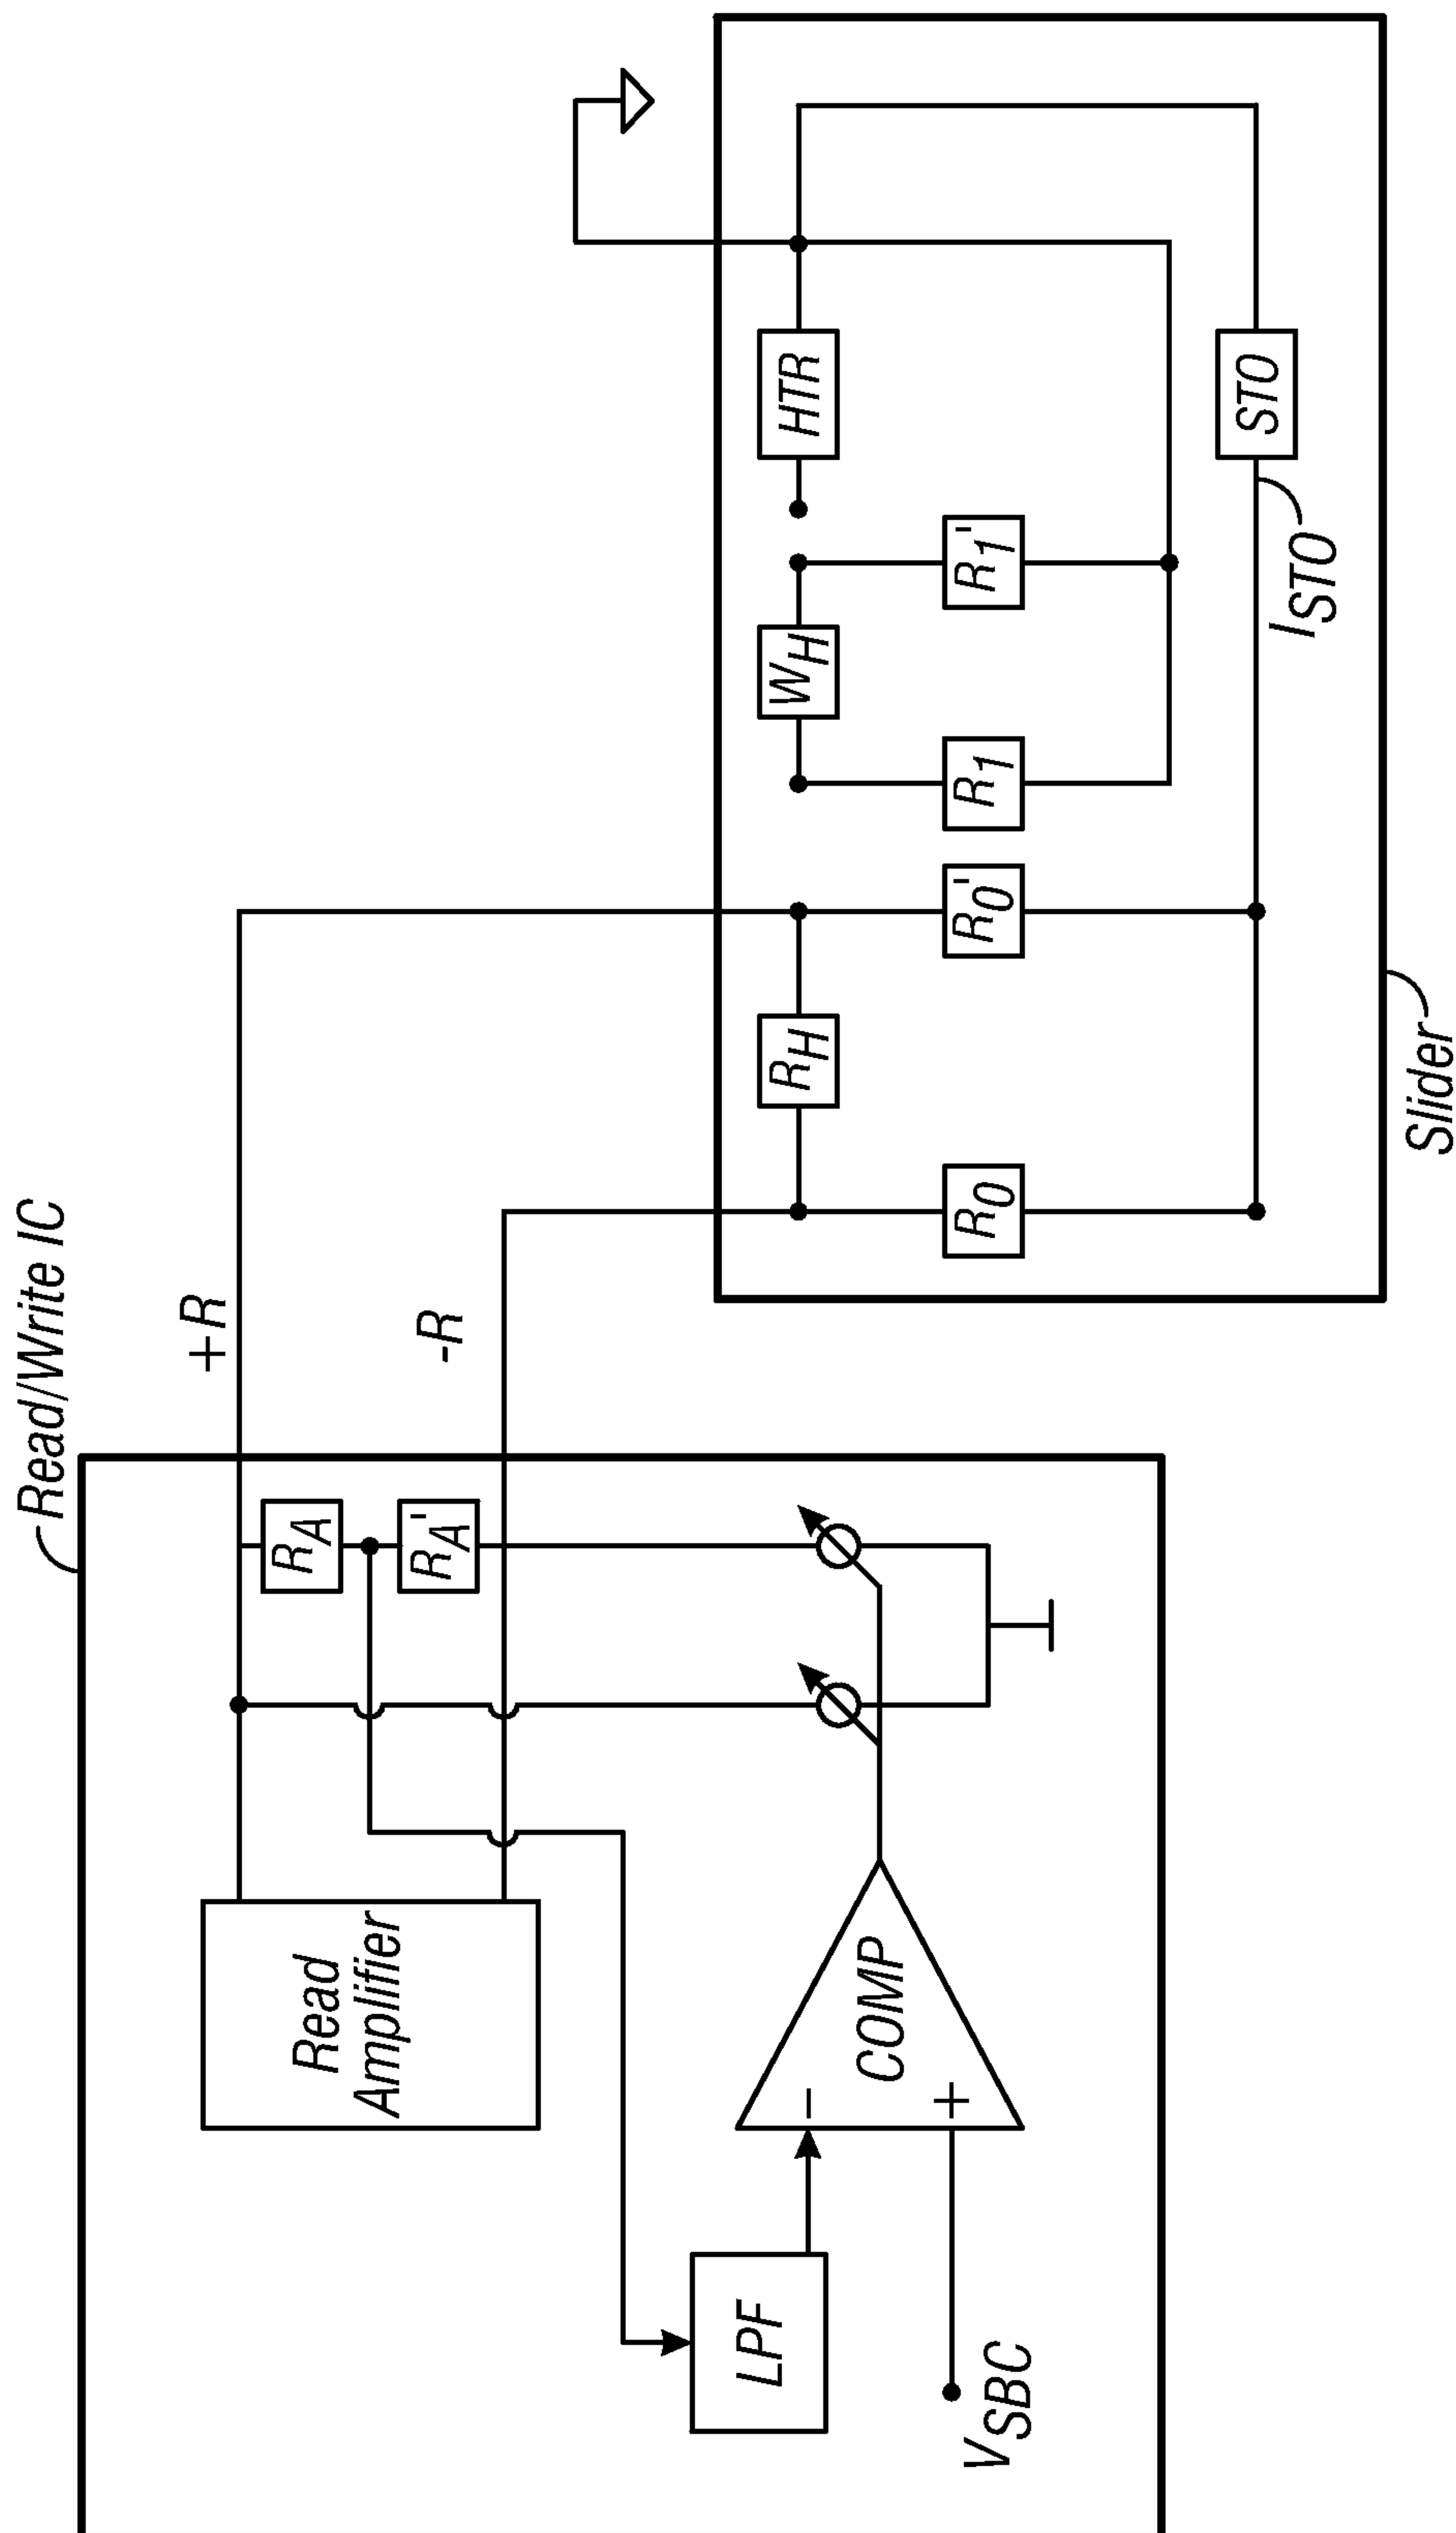 Read/Write IC
+R
-R
Read
Amplifier
R_A
R_A'
LPF
COMP
−
+
V_SBC
R_H
W_H
HTR
R_0
R_0'
R_1
R_1'
STO
I_STO
Slider